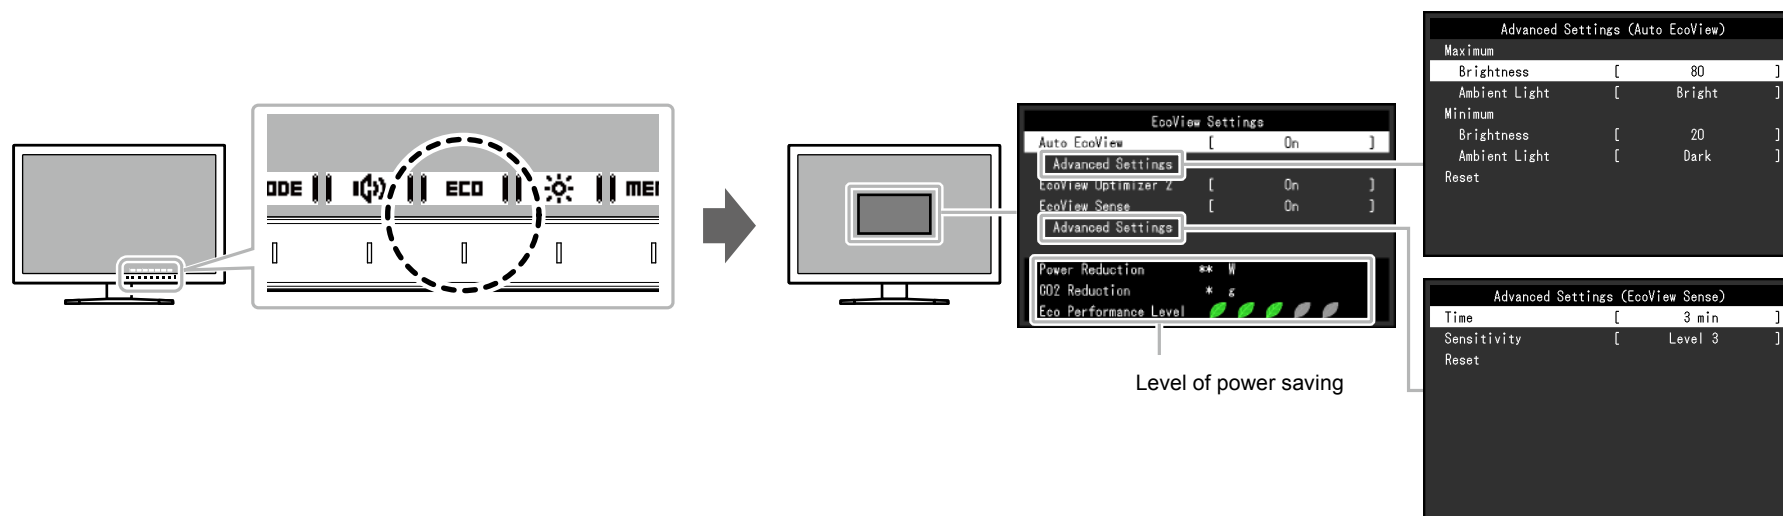 ODE ECO MEI
EcoView Settings
Auto EcoView [ On ]
Advanced Settings
EcoView Optimizer 2 [ On ]
EcoView Sense [ On ]
Advanced Settings
Power Reduction ** W
CO2 Reduction * g
Eco Performance Level
Level of power saving
Advanced Settings (Auto EcoView)
Maximum
Brightness [ 80 ]
Ambient Light [ Bright ]
Minimum
Brightness [ 20 ]
Ambient Light [ Dark ]
Reset
Advanced Settings (EcoView Sense)
Time [ 3 min ]
Sensitivity [ Level 3 ]
Reset